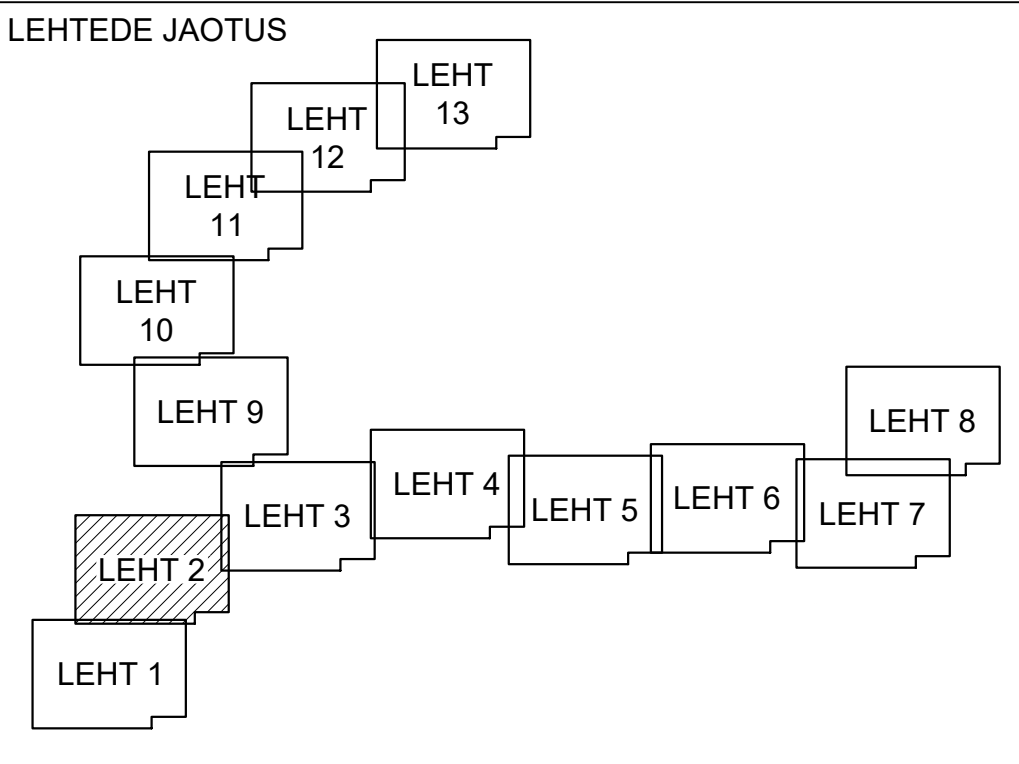 LEHTEDE JAOTUS
LEHT
13
LEHT
12
LEHT
11
LEHT
10
LEHT 9
LEHT 8
LEHT 4
LEHT 6
LEHT 5
LEHT 3
LEHT 7
LEHT 2
LEHT 1